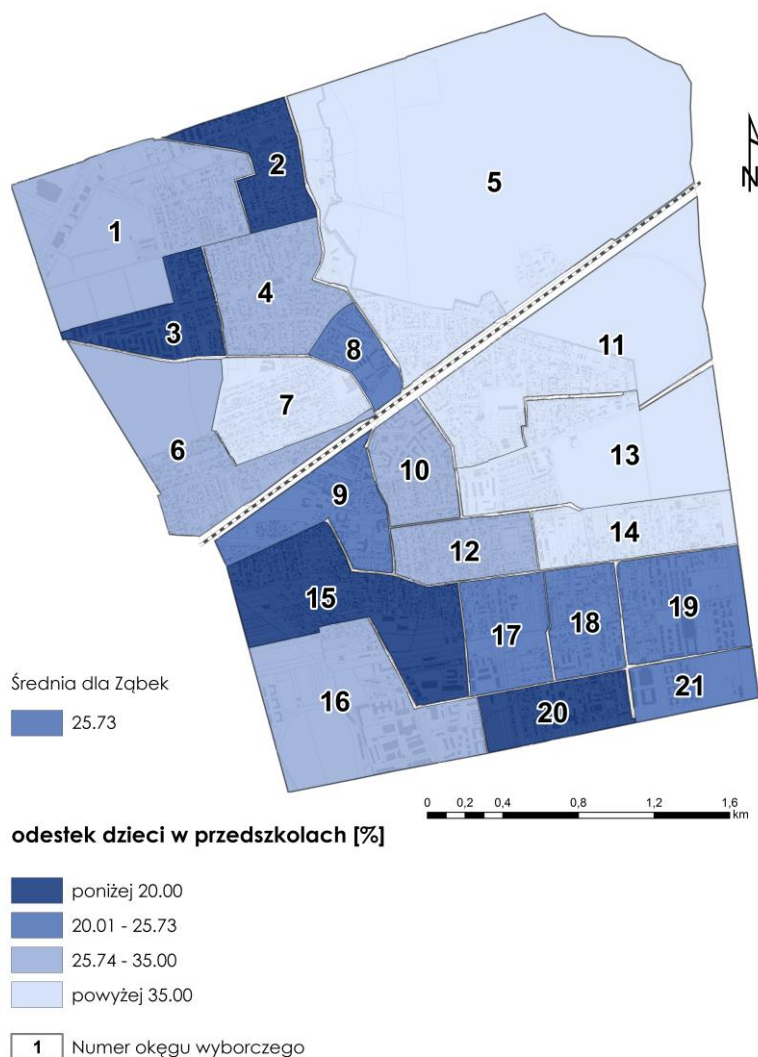 2
5
N
1
4
3
8
11
7
6
13
10
9
12
14
15
17
18
19
21
16
20
Średnia dla Ząbek
25.73
0 0,2 0,4 0,8 1,2 1,6
km
odestek dzieci w przedszkolach [%]
poniżej 20.00
20.01 - 25.73
25.74 - 35.00
powyżej 35.00
1 Numer okęgu wyborczego